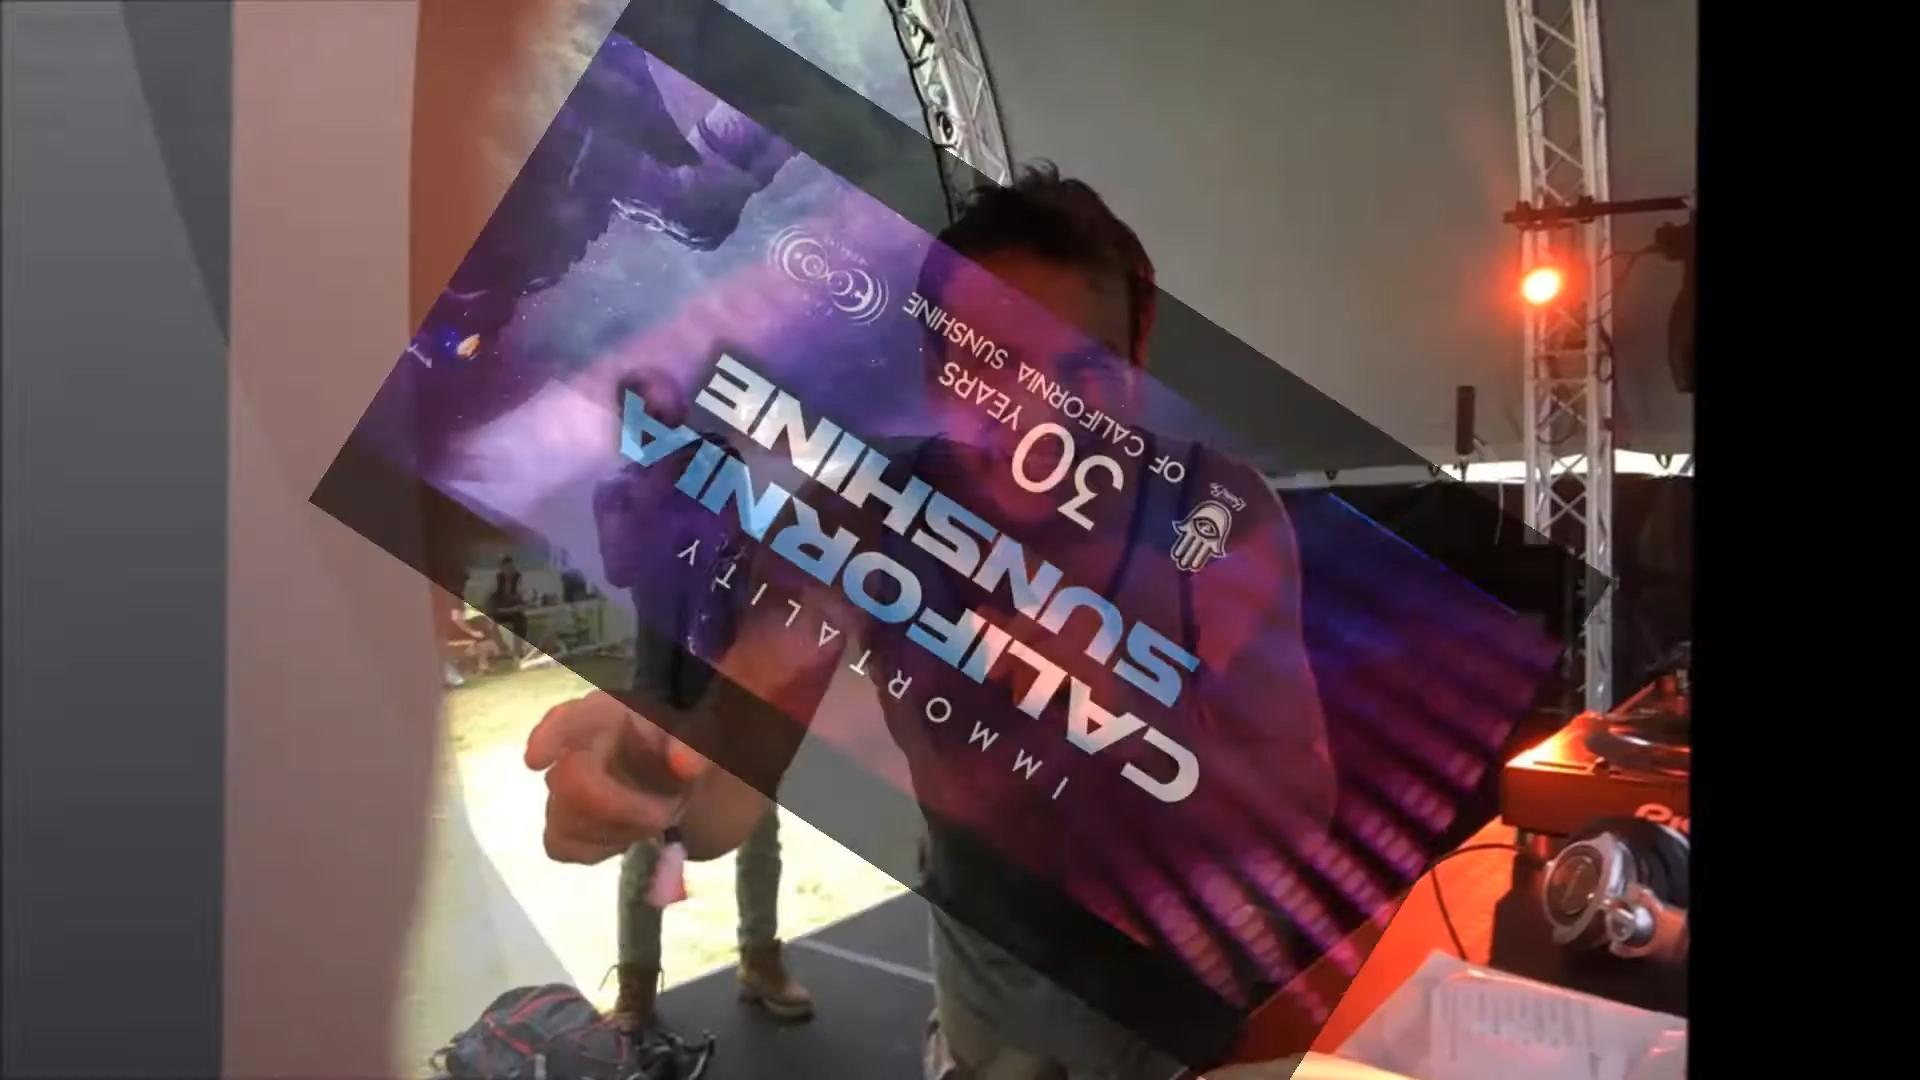 IMMORTALITY
CALIFORNIA
SUNSHINE
30 YEARS
OF CALIFORNIA SUNSHINE